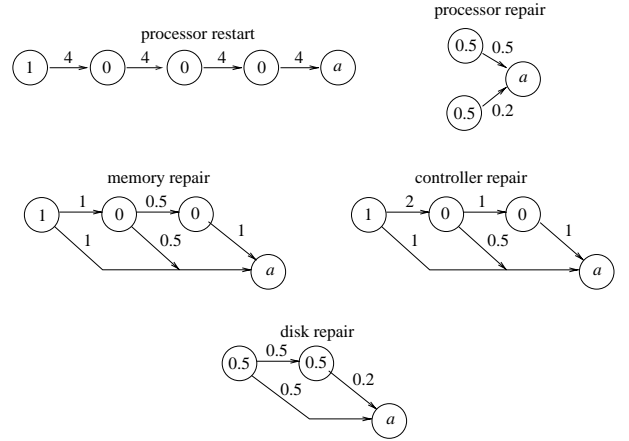 processor repair
processor restart
0.5 0.5
4 4 4 4
1 0 0 0 a
a
0.5 0.2
memory repair
controller repair
1 0.5
1 0 0
1 0.5 1
a
2 1
1 0 0
1 0.5 1
a
disk repair
0.5
0.5 0.5
0.5 0.2
a